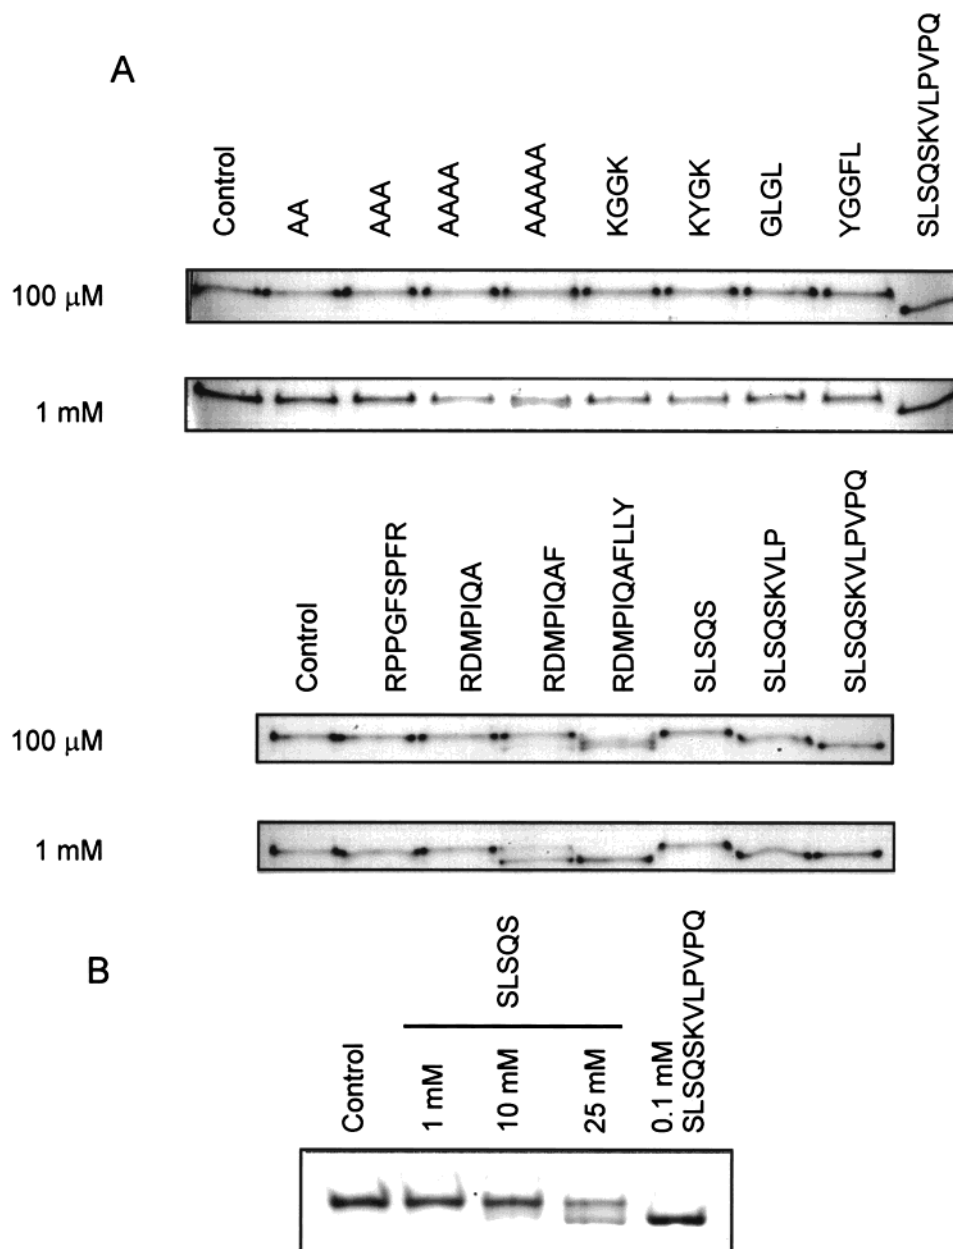 A
Control
AA
AAA
AAAA
AAAAA
KGGK
KYGK
GLGL
YGGFL
SLSQSKVLPVPQ
100 μM
1 mM
Control
RPPGFSPFR
RDMPIQA
RDMPIQAF
RDMPIQAFLLY
SLSQS
SLSQSKVLP
SLSQSKVLPVPQ
100 μM
1 mM
B
SLSQS
Control
1 mM
10 mM
25 mM
0.1 mM
SLSQSKVLPVPQ